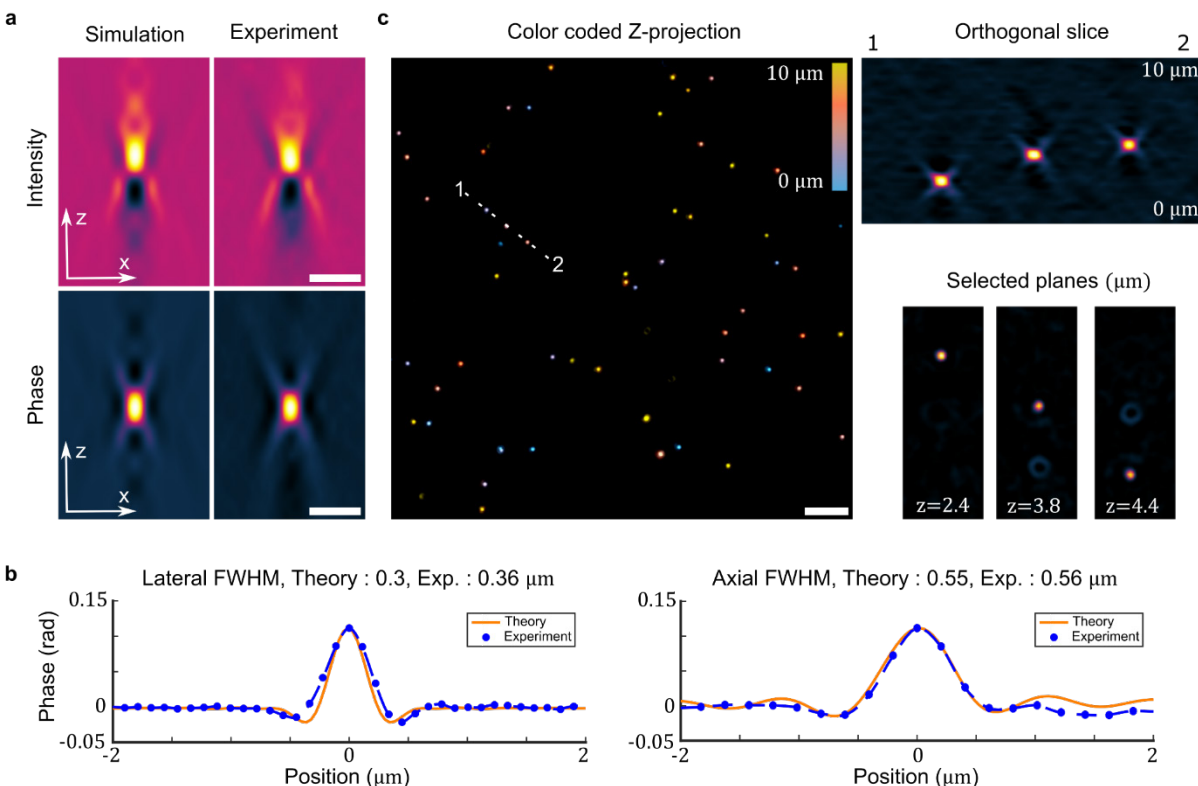 a
Simulation
Experiment
Intensity
z
x
Phase
z
x
c
Color coded Z-projection
10 μm
0 μm
1
2
1
Orthogonal slice
2
10 μm
0 μm
Selected planes (μm)
z=2.4
z=3.8
z=4.4
b
Lateral FWHM, Theory : 0.3, Exp. : 0.36 μm
Phase (rad)
0.15
0
-0.05
-2
0
2
Position (μm)
Theory
Experiment
Axial FWHM, Theory : 0.55, Exp. : 0.56 μm
0.15
0
-0.05
-2
0
2
Position (μm)
Theory
Experiment